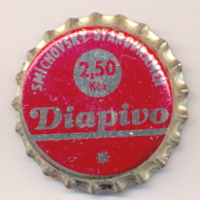 SMÍCHOVSKÝ STAROPRAMEN
2,50
Kčs
Diapivo